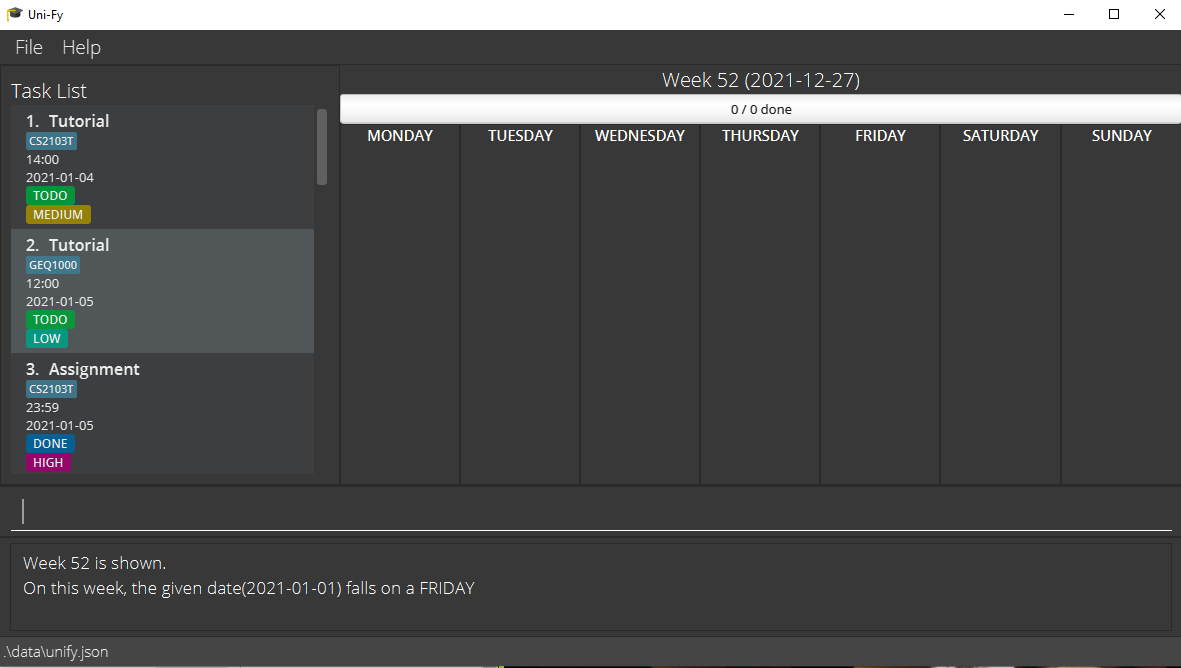 Uni-Fy
File Help
Task List
1. Tutorial
CS2103T
14:00
2021-01-04
TODO
MEDIUM
2. Tutorial
GEQ1000
12:00
2021-01-05
TODO
LOW
3. Assignment
CS2103T
23:59
2021-01-05
DONE
HIGH
Week 52 (2021-12-27)
0 / 0 done
MONDAY TUESDAY WEDNESDAY THURSDAY FRIDAY SATURDAY SUNDAY
Week 52 is shown.
On this week, the given date(2021-01-01) falls on a FRIDAY
.\data\unify.json